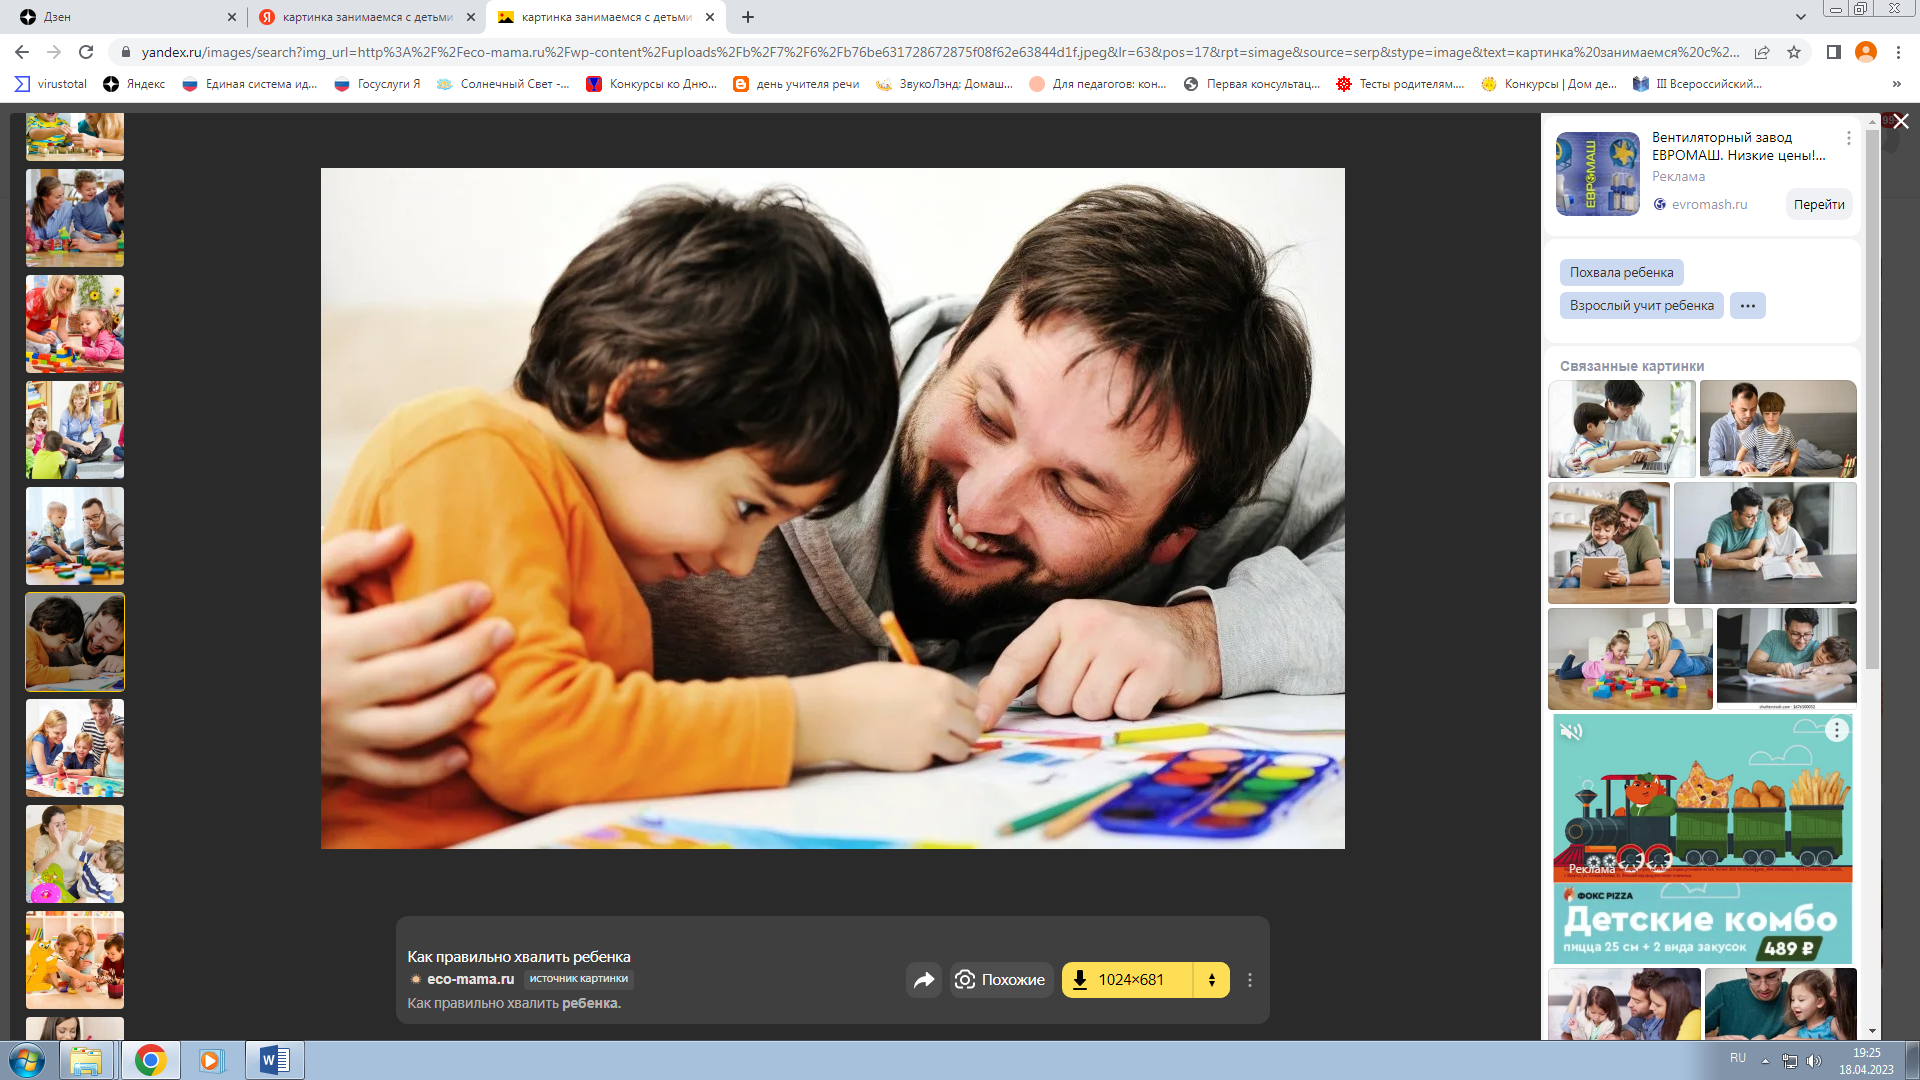 Дзен
картинка занимаемся с детьми
картинка занимаемся с детьми
yandex.ru/images/search?img_url=http%3A%2F%2Feco-mama.ru%2Fwp-content%2Fuploads%2Fb%2F7%2F6%2Fb76be631728672875f08f62e63844d1f.jpeg&lr=63&pos=17&rpt=simage&source=serp&stype=image&text=картинка%20занимаемся%20с%2...
virustotal
Яндекс
Единая система ид...
Госуслуги Я
Солнечный Свет -...
Конкурсы ко Дню...
день учителя речи
ЗвукоЛэнд: Домаш...
Для педагогов: кон...
Первая консультац...
Тесты родителям....
Конкурсы | Дом де...
III Всероссийский...
»
ЕВРОМАШ
Вентиляторный завод
ЕВРОМАШ. Низкие цены!...
Реклама
evromash.ru
Перейти
Похвала ребенка
Взрослый учит ребенка
Связанные картинки
Реклама
ФОКС PIZZA
Детские комбо
пицца 25 см + 2 вида закусок
489 ₽
Как правильно хвалить ребенка
eco-mama.ru
источник картинки
Как правильно хвалить ребенка.
Похожие
1024×681
RU
19:25
18.04.2023